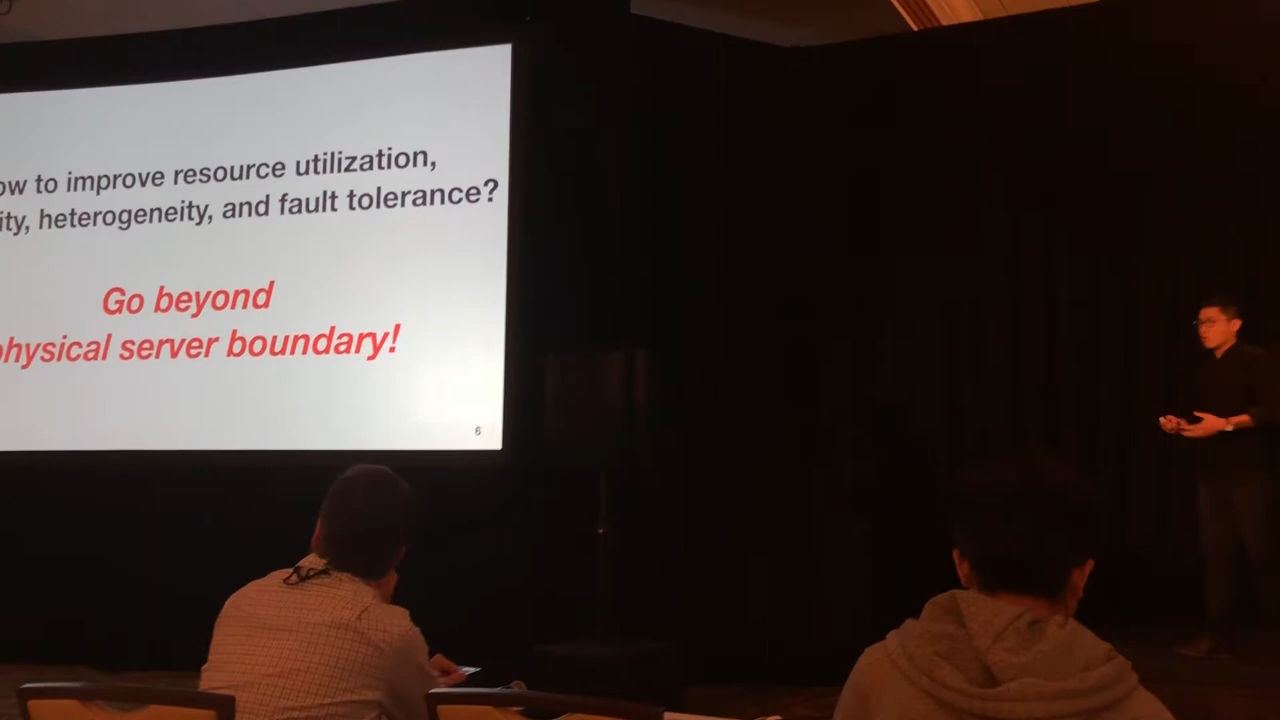 ow to improve resource utilization,
ity, heterogeneity, and fault tolerance?
Go beyond
physical server boundary!
6